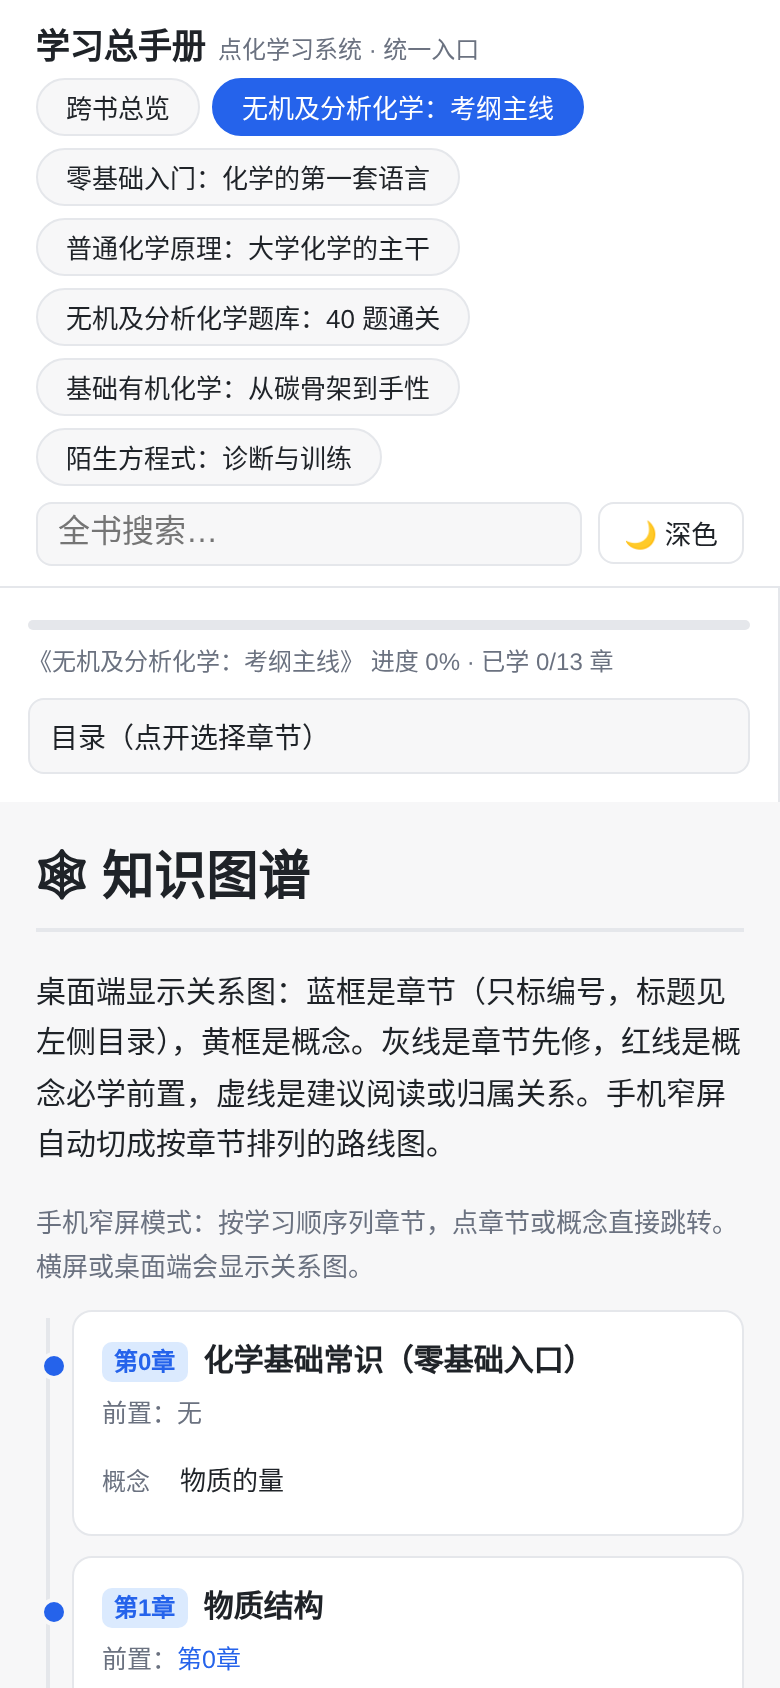 学习总手册 点化学习系统 · 统一入口
跨书总览 无机及分析化学：考纲主线
零基础入门：化学的第一套语言
普通化学原理：大学化学的主干
无机及分析化学题库：40 题通关
基础有机化学：从碳骨架到手性
陌生方程式：诊断与训练
全书搜索… 🌙 深色
《无机及分析化学：考纲主线》 进度 0% · 已学 0/13 章
目录（点开选择章节）
🕸 知识图谱
桌面端显示关系图：蓝框是章节（只标编号，标题见
左侧目录），黄框是概念。灰线是章节先修，红线是概
念必学前置，虚线是建议阅读或归属关系。手机窄屏
自动切成按章节排列的路线图。
手机窄屏模式：按学习顺序列章节，点章节或概念直接跳转。
横屏或桌面端会显示关系图。
第0章 化学基础常识（零基础入口）
前置：无
概念 物质的量
第1章 物质结构
前置：第0章